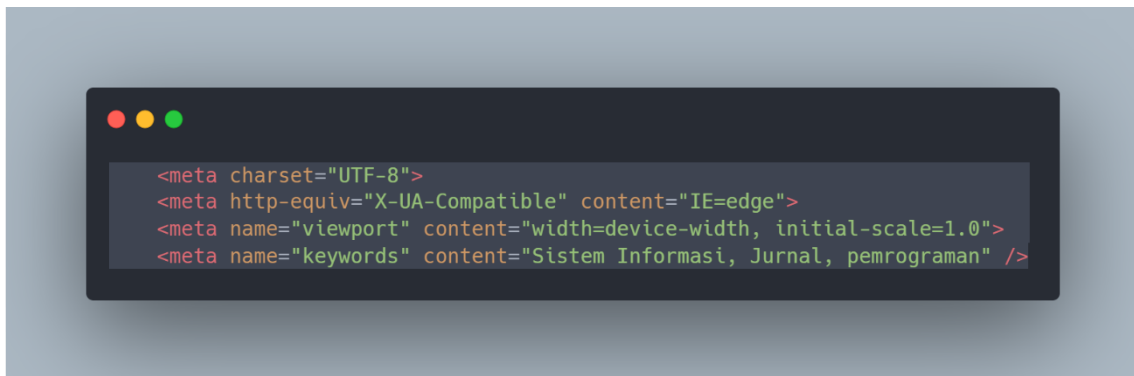 <meta charset="UTF-8">
<meta http-equiv="X-UA-Compatible" content="IE=edge">
<meta name="viewport" content="width=device-width, initial-scale=1.0">
<meta name="keywords" content="Sistem Informasi, Jurnal, pemrograman" />